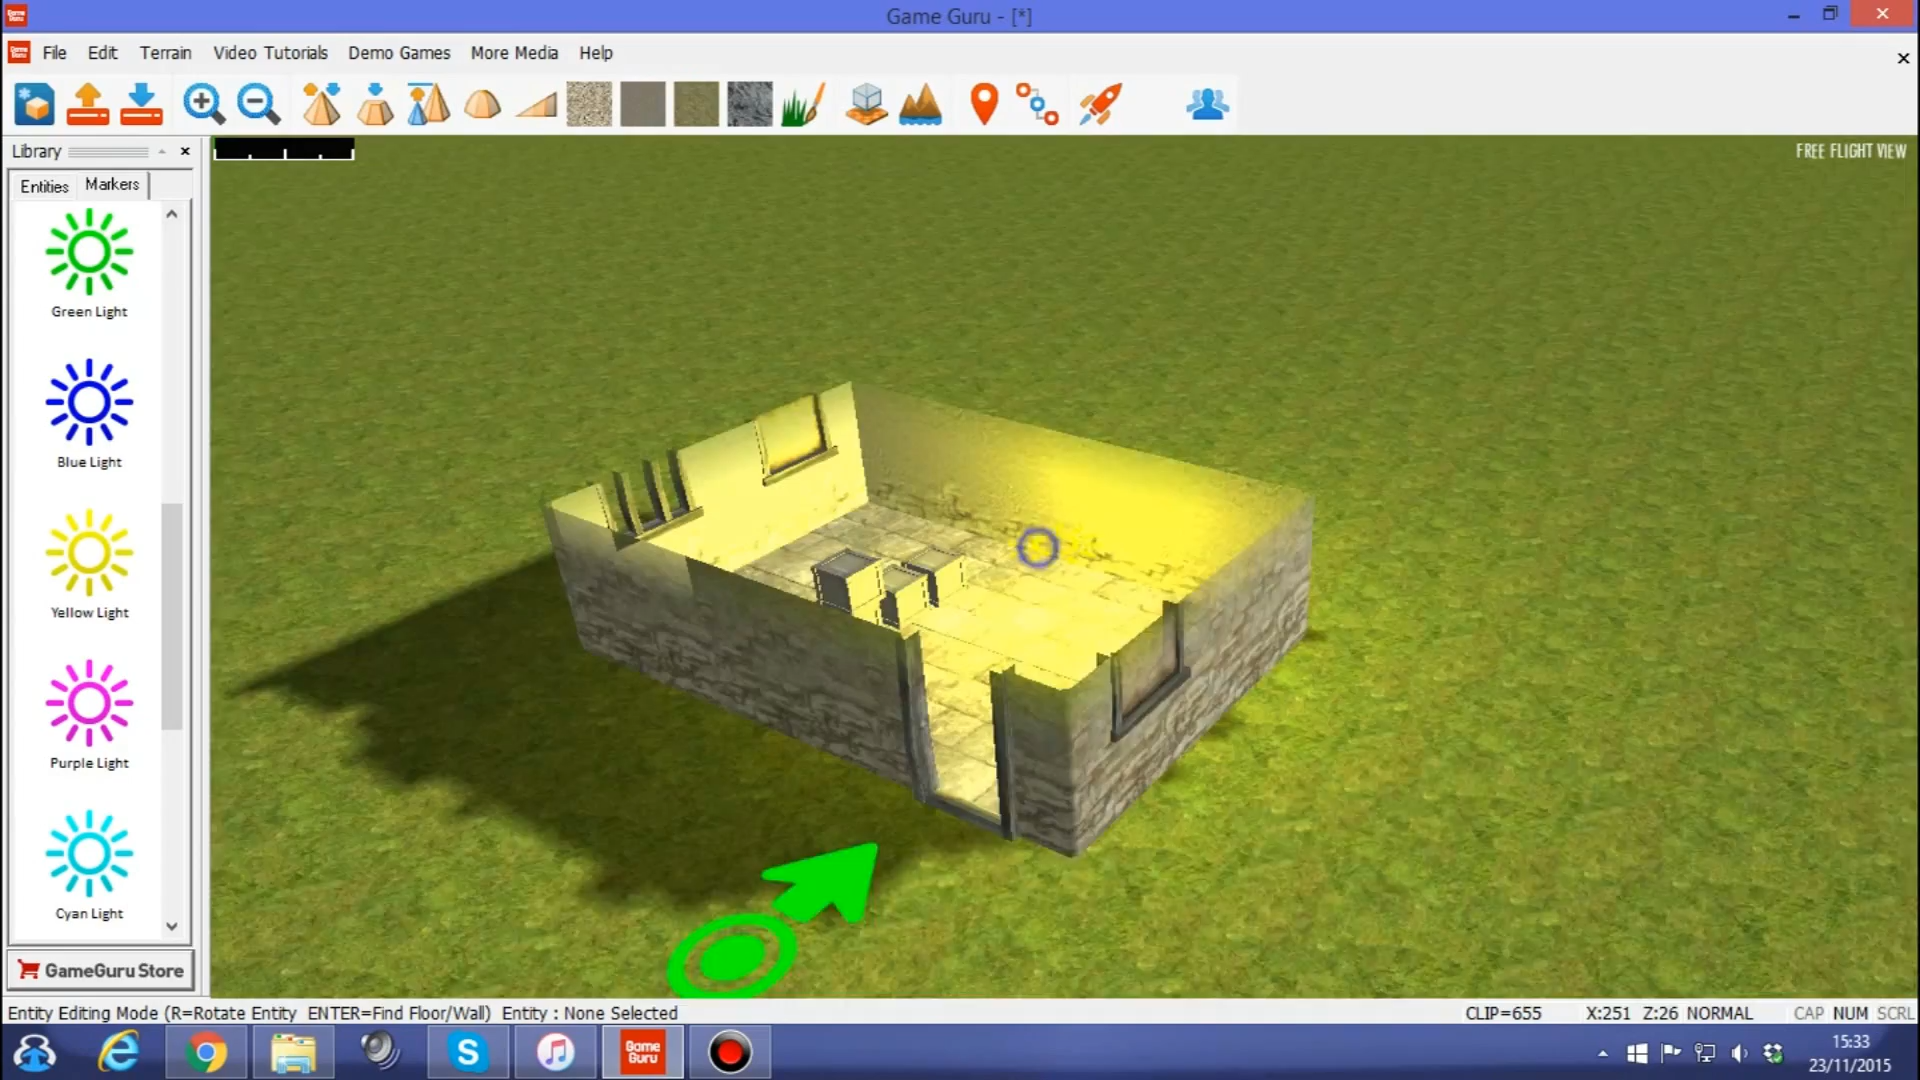 Game Guru - [*]
File Edit Terrain Video Tutorials Demo Games More Media Help
Library
FREE FLIGHT VIEW
Entities Markers
Green Light
Blue Light
Yellow Light
Purple Light
Cyan Light
GameGuru Store
Entity Editing Mode (R=Rotate Entity ENTER=Find Floor/Wall) Entity : None Selected
CLIP=655 X:251 Z:26 NORMAL CAP NUM SCRL
Game
Guru
15:33
23/11/2015